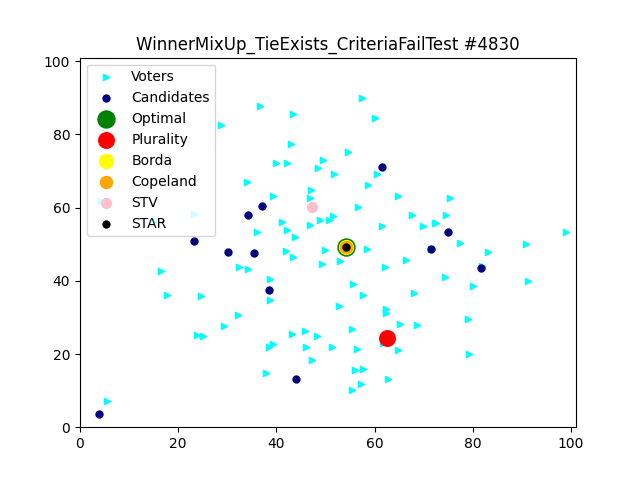 WinnerMixUp_TieExists_CriteriaFailTest #4830
100
80
60
40
20
0
0
20
40
60
80
100
Voters
Candidates
Optimal
Plurality
Borda
Copeland
STV
STAR